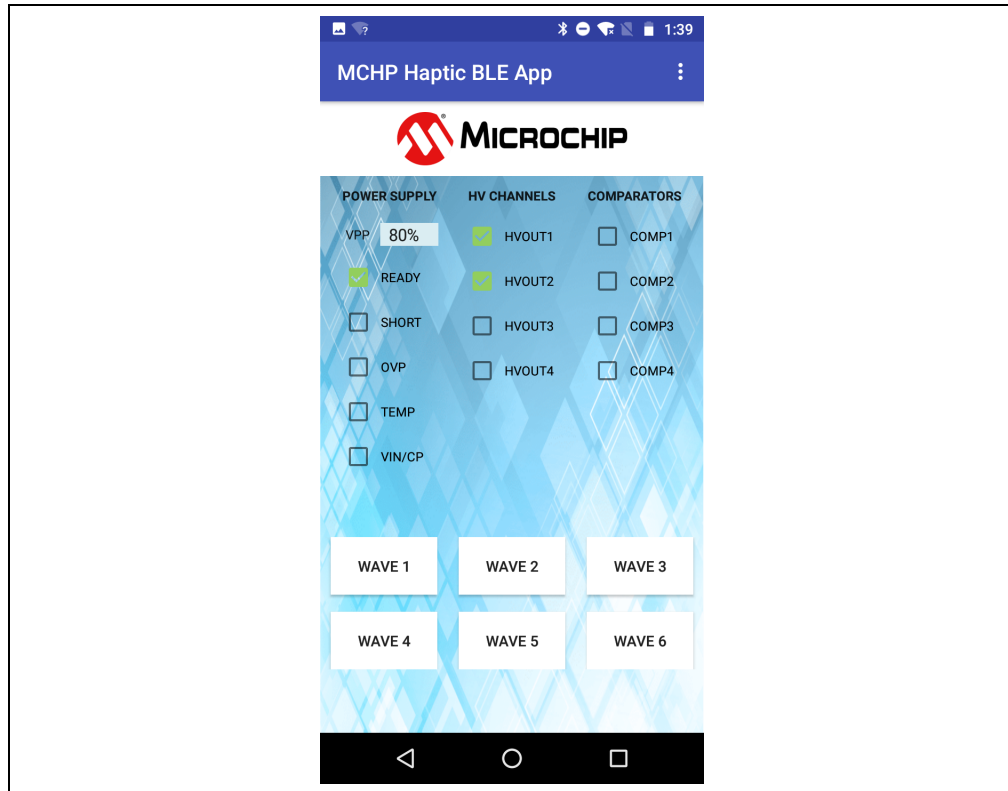 1:39
MCHP Haptic BLE App
MICROCHIP®
POWER SUPPLY HV CHANNELS COMPARATORS
VPP 80% HVOUT1 COMP1
READY HVOUT2 COMP2
SHORT HVOUT3 COMP3
OVP HVOUT4 COMP4
TEMP
VIN/CP
WAVE 1 WAVE 2 WAVE 3
WAVE 4 WAVE 5 WAVE 6